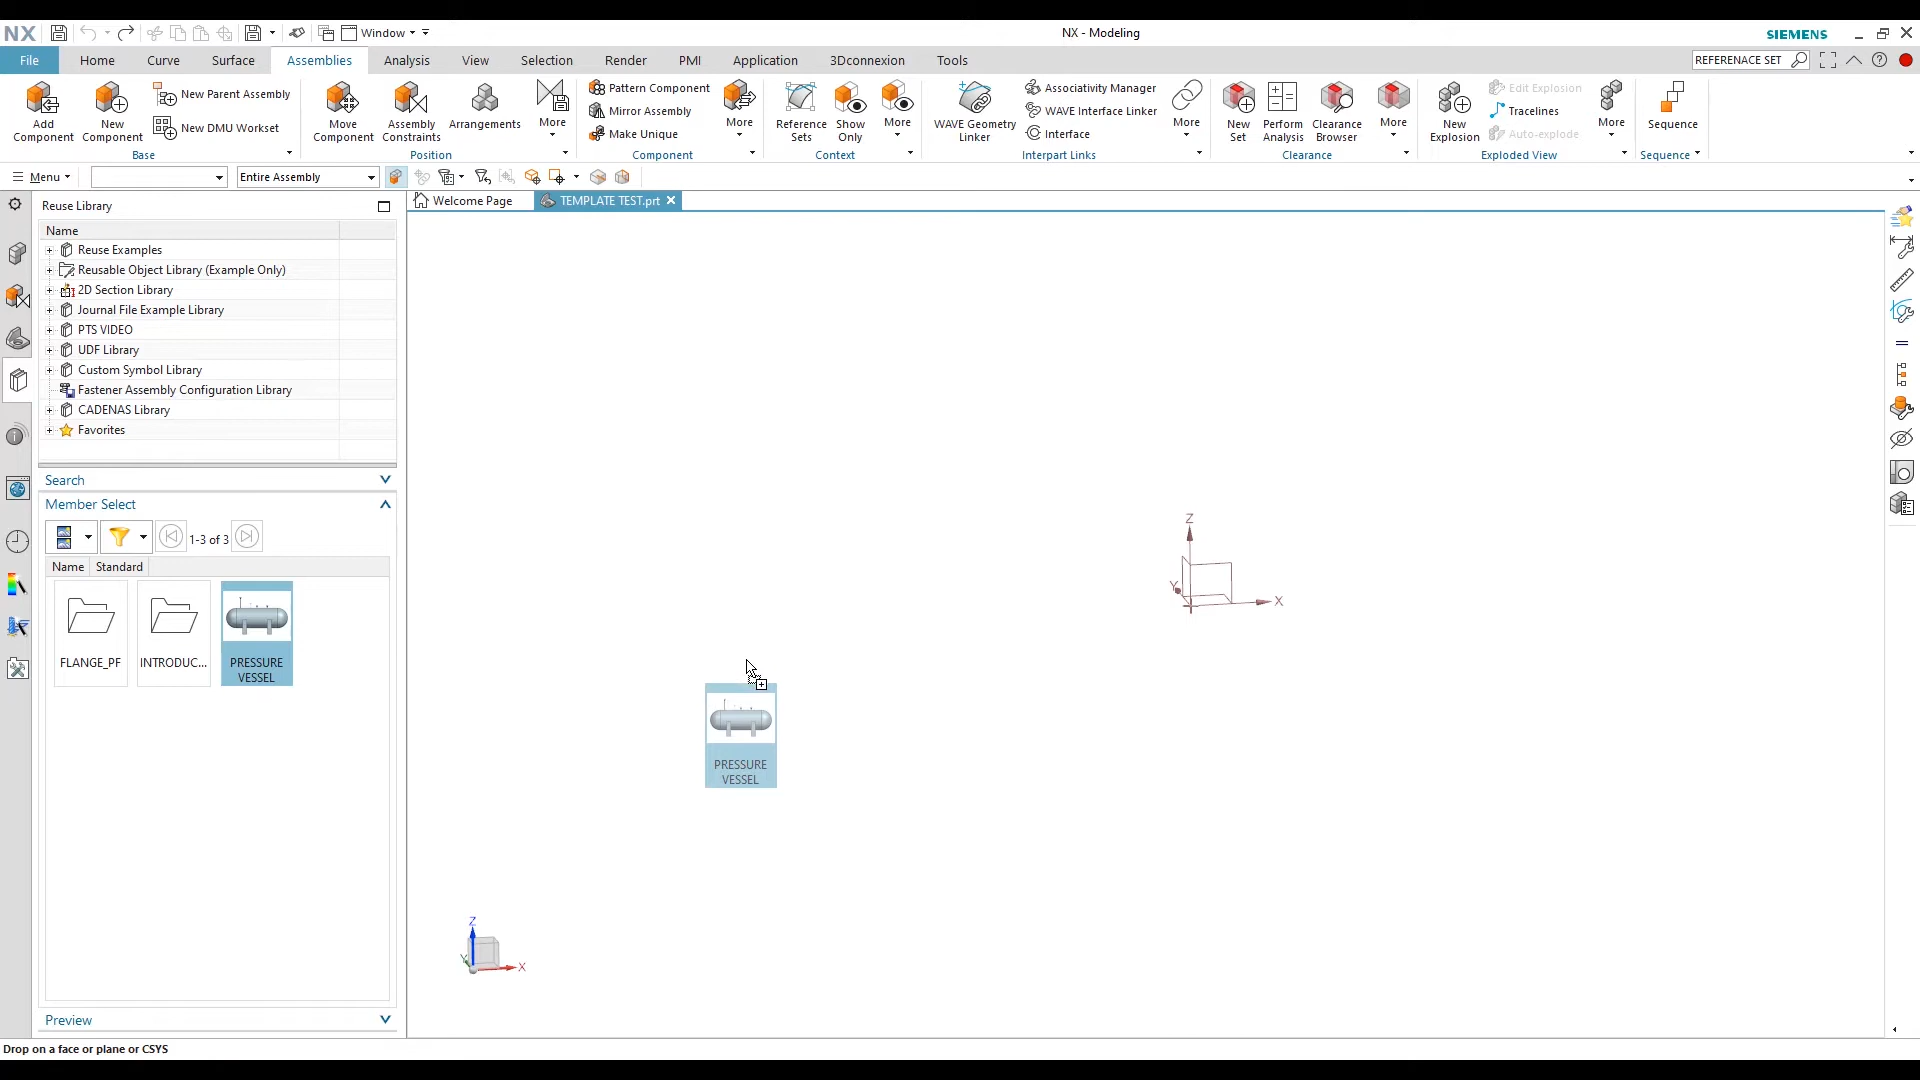 NX
Window
NX - Modeling
SIEMENS
File
Home
Curve
Surface
Assemblies
Analysis
View
Selection
Render
PMI
Application
3Dconnexion
Tools
REFERENACE SET
Add
Component
New
Component
New Parent Assembly
New DMU Workset
Base
Move
Component
Assembly
Constraints
Arrangements
More
Position
Pattern Component
Mirror Assembly
Make Unique
More
Component
Reference
Sets
Show
Only
More
Context
WAVE Geometry
Linker
Associativity Manager
WAVE Interface Linker
Interface
More
Interpart Links
New
Set
Perform
Analysis
Clearance
Browser
More
Clearance
New
Explosion
Edit Explosion
Tracelines
Auto-explode
More
Exploded View
Sequence
Sequence
Menu
Entire Assembly
Reuse Library
Welcome Page
TEMPLATE TEST.prt
Name
Reuse Examples
Reusable Object Library (Example Only)
2D Section Library
Journal File Example Library
PTS VIDEO
UDF Library
Custom Symbol Library
Fastener Assembly Configuration Library
CADENAS Library
Favorites
Search
Member Select
1-3 of 3
Name Standard
FLANGE_PF
INTRODUC...
PRESSURE
VESSEL
Z
Y
X
PRESSURE
VESSEL
Z
Y
X
Preview
Drop on a face or plane or CSYS